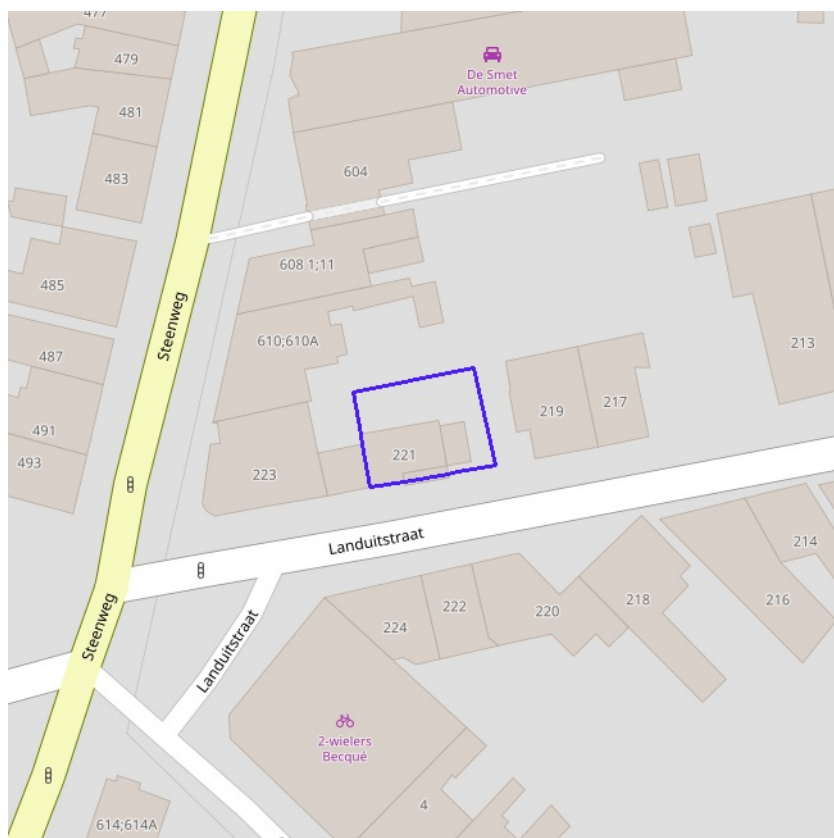 477
479
De Smet
Automotive
481
483
604
608 1;11
485
Steenweg
610;610A
213
487
217
219
491
221
493
223
Landuitstraat
214
Steenweg
Landuitstraat
222
218
216
220
224
2-wielers
Becqué
4
614;614A